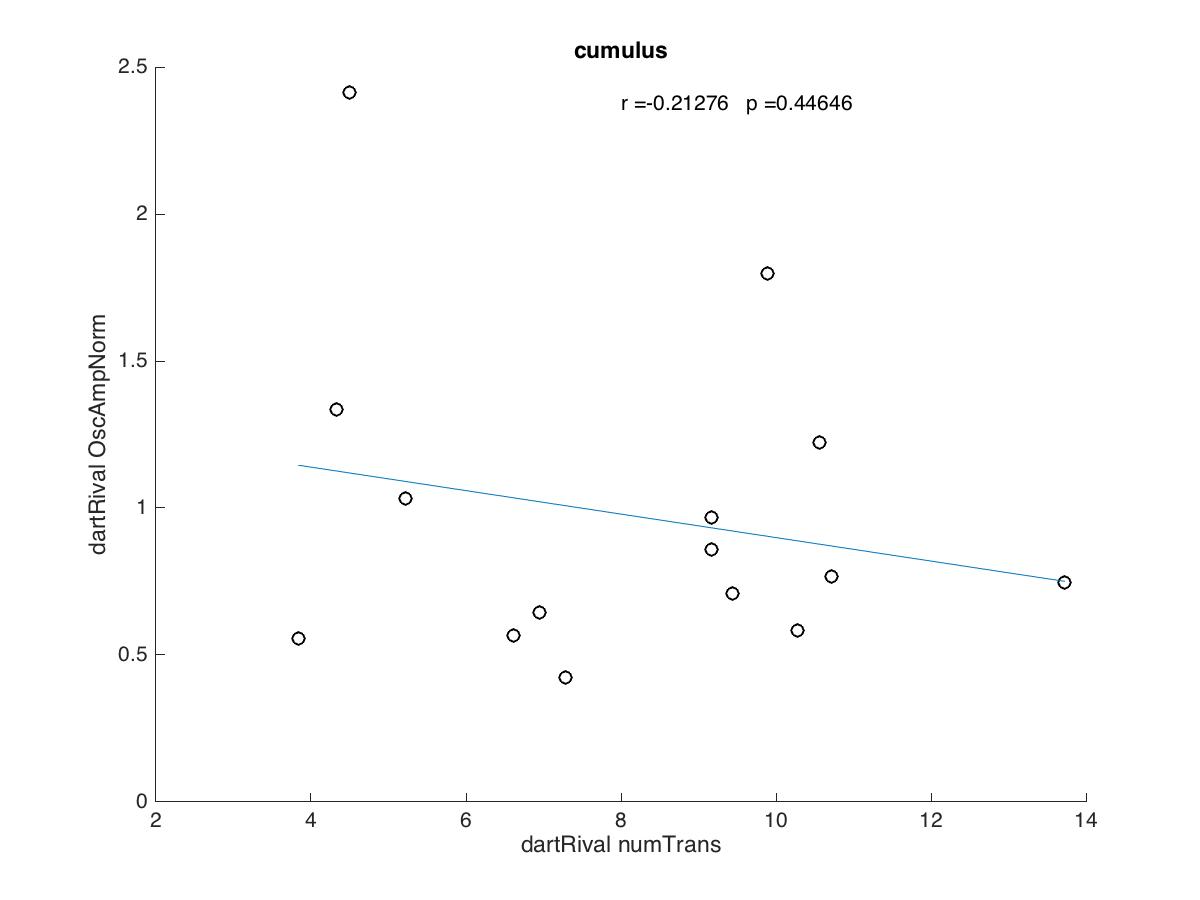 cumulus
r =-0.21276   p =0.44646
2.5
2
1.5
1
0.5
0
dartRival OscAmpNorm
2 4 6 8 10 12 14
dartRival numTrans